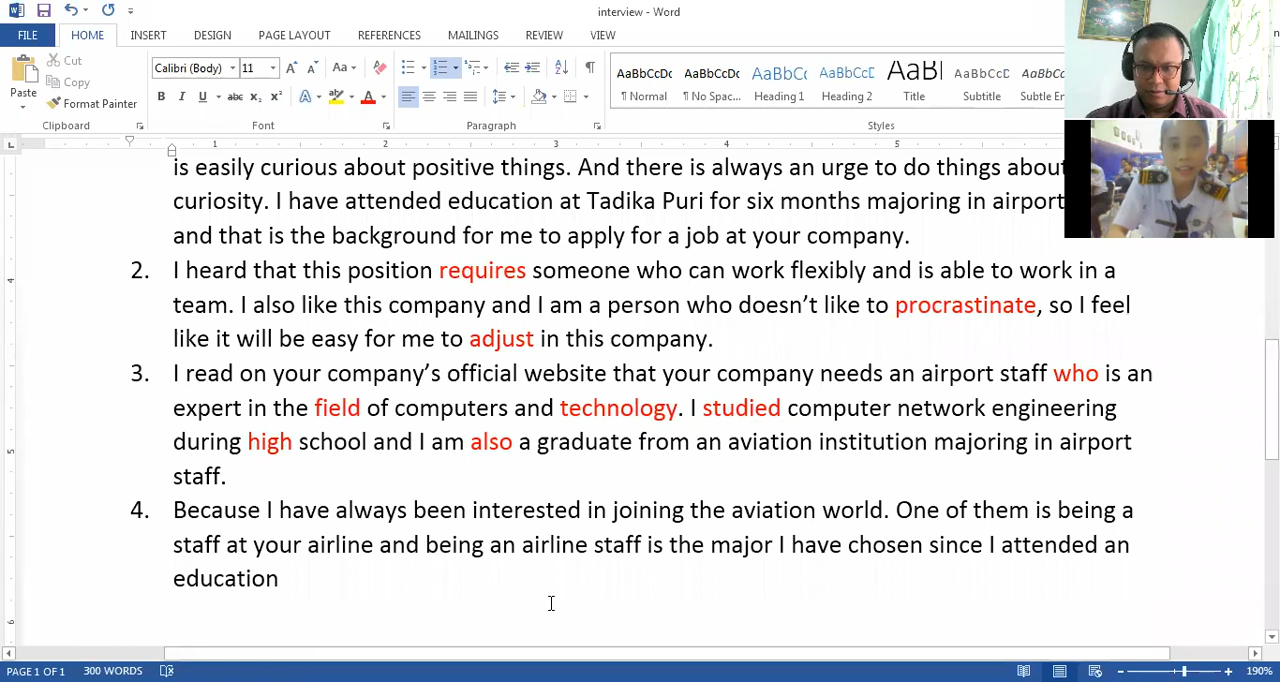 interview - Word
FILE HOME INSERT DESIGN PAGE LAYOUT REFERENCES MAILINGS REVIEW VIEW
Cut
Copy
Format Painter
Paste
Clipboard
Calibri (Body) 11
Font
Paragraph
AaBbCcDc AaBbCcDc AaBbCc AaBbCcC AaB AaBbCcC AaBbCcDc
¶ Normal ¶ No Spac... Heading 1 Heading 2 Title Subtitle Subtle Em
Styles
1 2 3 4 5
is easily curious about positive things. And there is always an urge to do things about
curiosity. I have attended education at Tadika Puri for six months majoring in airport
and that is the background for me to apply for a job at your company.
2. I heard that this position requires someone who can work flexibly and is able to work in a
team. I also like this company and I am a person who doesn’t like to procrastinate, so I feel
like it will be easy for me to adjust in this company.
3. I read on your company’s official website that your company needs an airport staff who is an
expert in the field of computers and technology. I studied computer network engineering
during high school and I am also a graduate from an aviation institution majoring in airport
staff.
4. Because I have always been interested in joining the aviation world. One of them is being a
staff at your airline and being an airline staff is the major I have chosen since I attended an
education
PAGE 1 OF 1 300 WORDS 190%